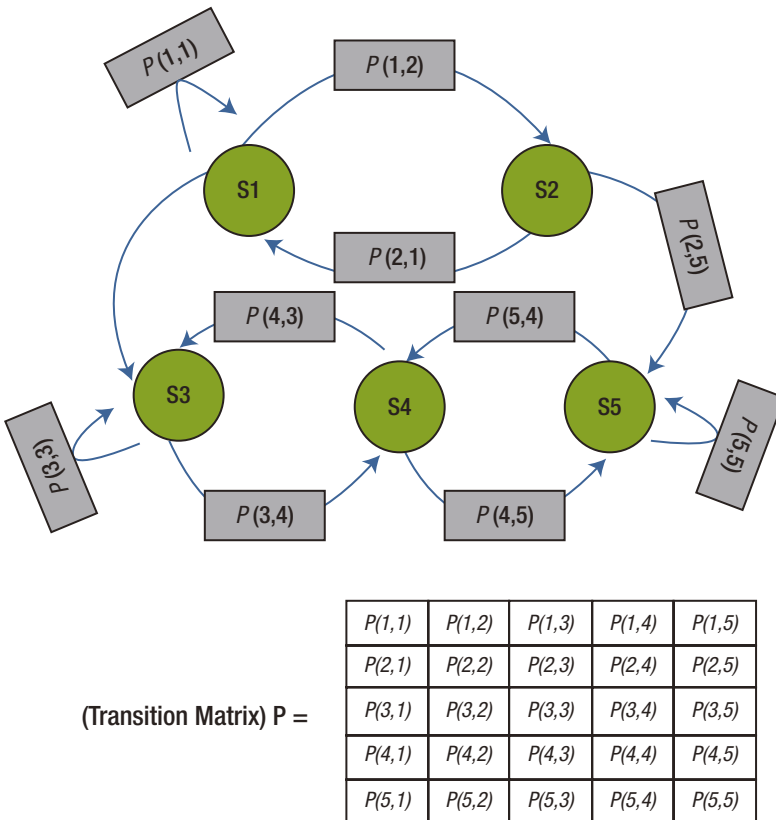 P(1,1)
P(1,2)
S1
S2
P(2,1)
P(2,5)
P(4,3)
P(5,4)
S3
S4
S5
P(3,3)
P(5,5)
P(3,4)
P(4,5)
P(1,1) P(1,2) P(1,3) P(1,4) P(1,5)
P(2,1) P(2,2) P(2,3) P(2,4) P(2,5)
(Transition Matrix) P = P(3,1) P(3,2) P(3,3) P(3,4) P(3,5)
P(4,1) P(4,2) P(4,3) P(4,4) P(4,5)
P(5,1) P(5,2) P(5,3) P(5,4) P(5,5)